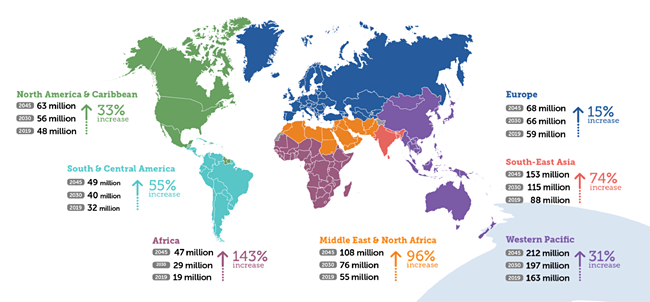 North America & Caribbean
2045 63 million
2030 56 million
2019 48 million
33%
increase
South & Central America
2045 49 million
2030 40 million
2019 32 million
55%
increase
Africa
2045 47 million
2030 29 million
2019 19 million
143%
increase
Middle East & North Africa
2045 108 million
2030 76 million
2019 55 million
96%
increase
Europe
2045 68 million
2030 66 million
2019 59 million
15%
increase
South-East Asia
2045 153 million
2030 115 million
2019 88 million
74%
increase
Western Pacific
2045 212 million
2030 197 million
2019 163 million
31%
increase